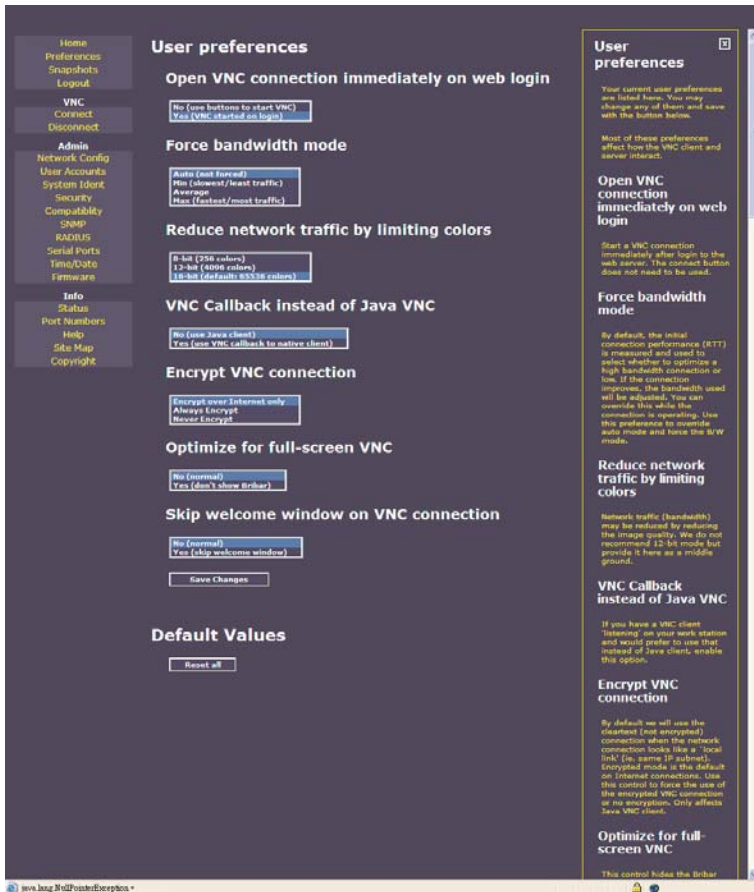 Home
Preferences
Snapshots
Logout
VNC
Connect
Disconnect
Admin
Network Config
User Accounts
System Ident
Security
Compatiblity
SNMP
RADIUS
Serial Ports
Time/Date
Firmware
Info
Status
Port Numbers
Help
Site Map
Copyright
User preferences
Open VNC connection immediately on web login
No (use buttons to start VNC)
Yes (VNC started on login)
Force bandwidth mode
Auto (not forced)
Min (slowest/least traffic)
Average
Max (fastest/most traffic)
Reduce network traffic by limiting colors
8-bit (256 colors)
12-bit (4096 colors)
16-bit (default: 65536 colors)
VNC Callback instead of Java VNC
No (use Java client)
Yes (use VNC callback to native client)
Encrypt VNC connection
Encrypt over Internet only
Always Encrypt
Never Encrypt
Optimize for full-screen VNC
No (normal)
Yes (don't show Bribar)
Skip welcome window on VNC connection
No (normal)
Yes (skip welcome window)
Save Changes
Default Values
Reset all
User
preferences
Your current user preferences
are listed here. You may
change any of them and save
with the button below.
Most of these preferences
affect how the VNC client and
server interact.
Open VNC
connection
immediately on web
login
Start a VNC connection
immediately after login to the
web server. The connect button
does not need to be used.
Force bandwidth
mode
By default, the initial
connection performance (RTT)
is measured and used to
select whether to optimize a
high bandwidth connection or
low. If the connection
improves, the bandwidth used
will be adjusted. You can
override this while the
connection is operating. Use
this preference to override
auto mode and force the B/W
mode.
Reduce network
traffic by limiting
colors
Network traffic (bandwidth)
may be reduced by reducing
the image quality. We do not
recommend 12-bit mode but
provide it here as a middle
ground.
VNC Callback
instead of Java VNC
If you have a VNC client
'listening' on your work station
and would prefer to use that
instead of Java client, enable
this option.
Encrypt VNC
connection
By default we will use the
cleartext (not encrypted)
connection when the network
connection looks like a 'local
link' (ie. same IP subnet).
Encrypted mode is the default
on Internet connections. Use
this control to force the use of
the encrypted VNC connection
or no encryption. Only affects
Java VNC client.
Optimize for full-
screen VNC
This control hides the Bribar
java.lang.NullPointerException